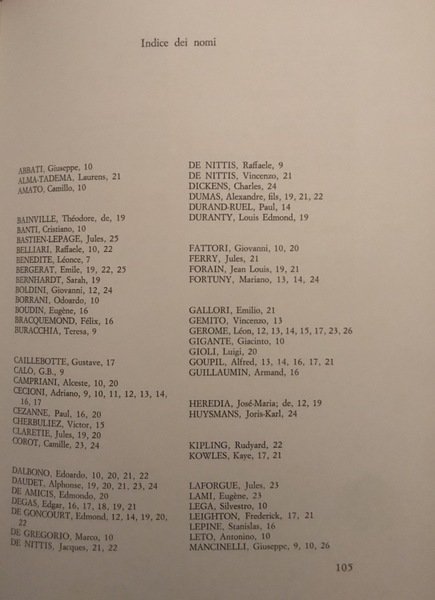 Indice dei nomi
ABBATI, Giuseppe, 10
ALMA-TADEMA, Laurens, 21
AMATO, Camillo, 10
BAINVILLE, Théodore, de, 19
BANTI, Cristiano, 10
BASTIEN-LEPAGE, Jules, 25
BELLIARI, Raffaele, 10, 22
BENEDITE, Léonce, 7
BERGERAT, Emile, 19, 22, 25
BERNHARDT, Sarah, 19
BOLDINI, Giovanni, 12, 24
BORRANI, Odoardo, 10
BOUDIN, Eugène, 16
BRACQUEMOND, Félix, 16
BURACCHIA, Teresa, 9
CAILLEBOTTE, Gustave, 17
CALÒ, G.B., 9
CAMPRIANI, Alceste, 10, 20
CECIONI, Adriano, 9, 10, 11, 12, 13, 14,
16, 17
CEZANNE, Paul, 16, 20
CHERBULIEZ, Victor, 15
CLARETIE, Jules, 19, 20
COROT, Camille, 23, 24
DALBONO, Edoardo, 10, 20, 21, 22
DAUDET, Alphonse, 19, 20, 21, 23, 24
DE AMICIS, Edmondo, 20
DEGAS, Edgar, 16, 17, 18, 19, 21
DE GONCOURT, Edmond, 12, 14, 19, 20,
22
DE GREGORIO, Marco, 10
DE NITTIS, Jacques, 21, 22
DE NITTIS, Raffaele, 9
DE NITTIS, Vincenzo, 21
DICKENS, Charles, 24
DUMAS, Alexandre, fils, 19, 21, 22
DURAND-RUEL, Paul, 14
DURANTY, Louis Edmond, 19
FATTORI, Giovanni, 10, 20
FERRY, Jules, 21
FORAIN, Jean Louis, 19, 21
FORTUNY, Mariano, 13, 14, 24
GALLORI, Emilio, 21
GEMITO, Vincenzo, 13
GEROME, Léon, 12, 13, 14, 15, 17, 23, 26
GIGANTE, Giacinto, 10
GIOLI, Luigi, 20
GOUPIL, Alfred, 13, 14, 16, 17, 21
GUILLAUMIN, Armand, 16
HEREDIA, José-Maria; de, 12, 19
HUYSMANS, Joris-Karl, 24
KIPLING, Rudyard, 22
KOWLES, Kaye, 17, 21
LAFORGUE, Jules, 23
LAMI, Eugène, 23
LEGA, Silvestro, 10
LEIGHTON, Frederick, 17, 21
LEPINE, Stanislas, 16
LETO, Antonino, 10
MANCINELLI, Giuseppe, 9, 10, 26
105